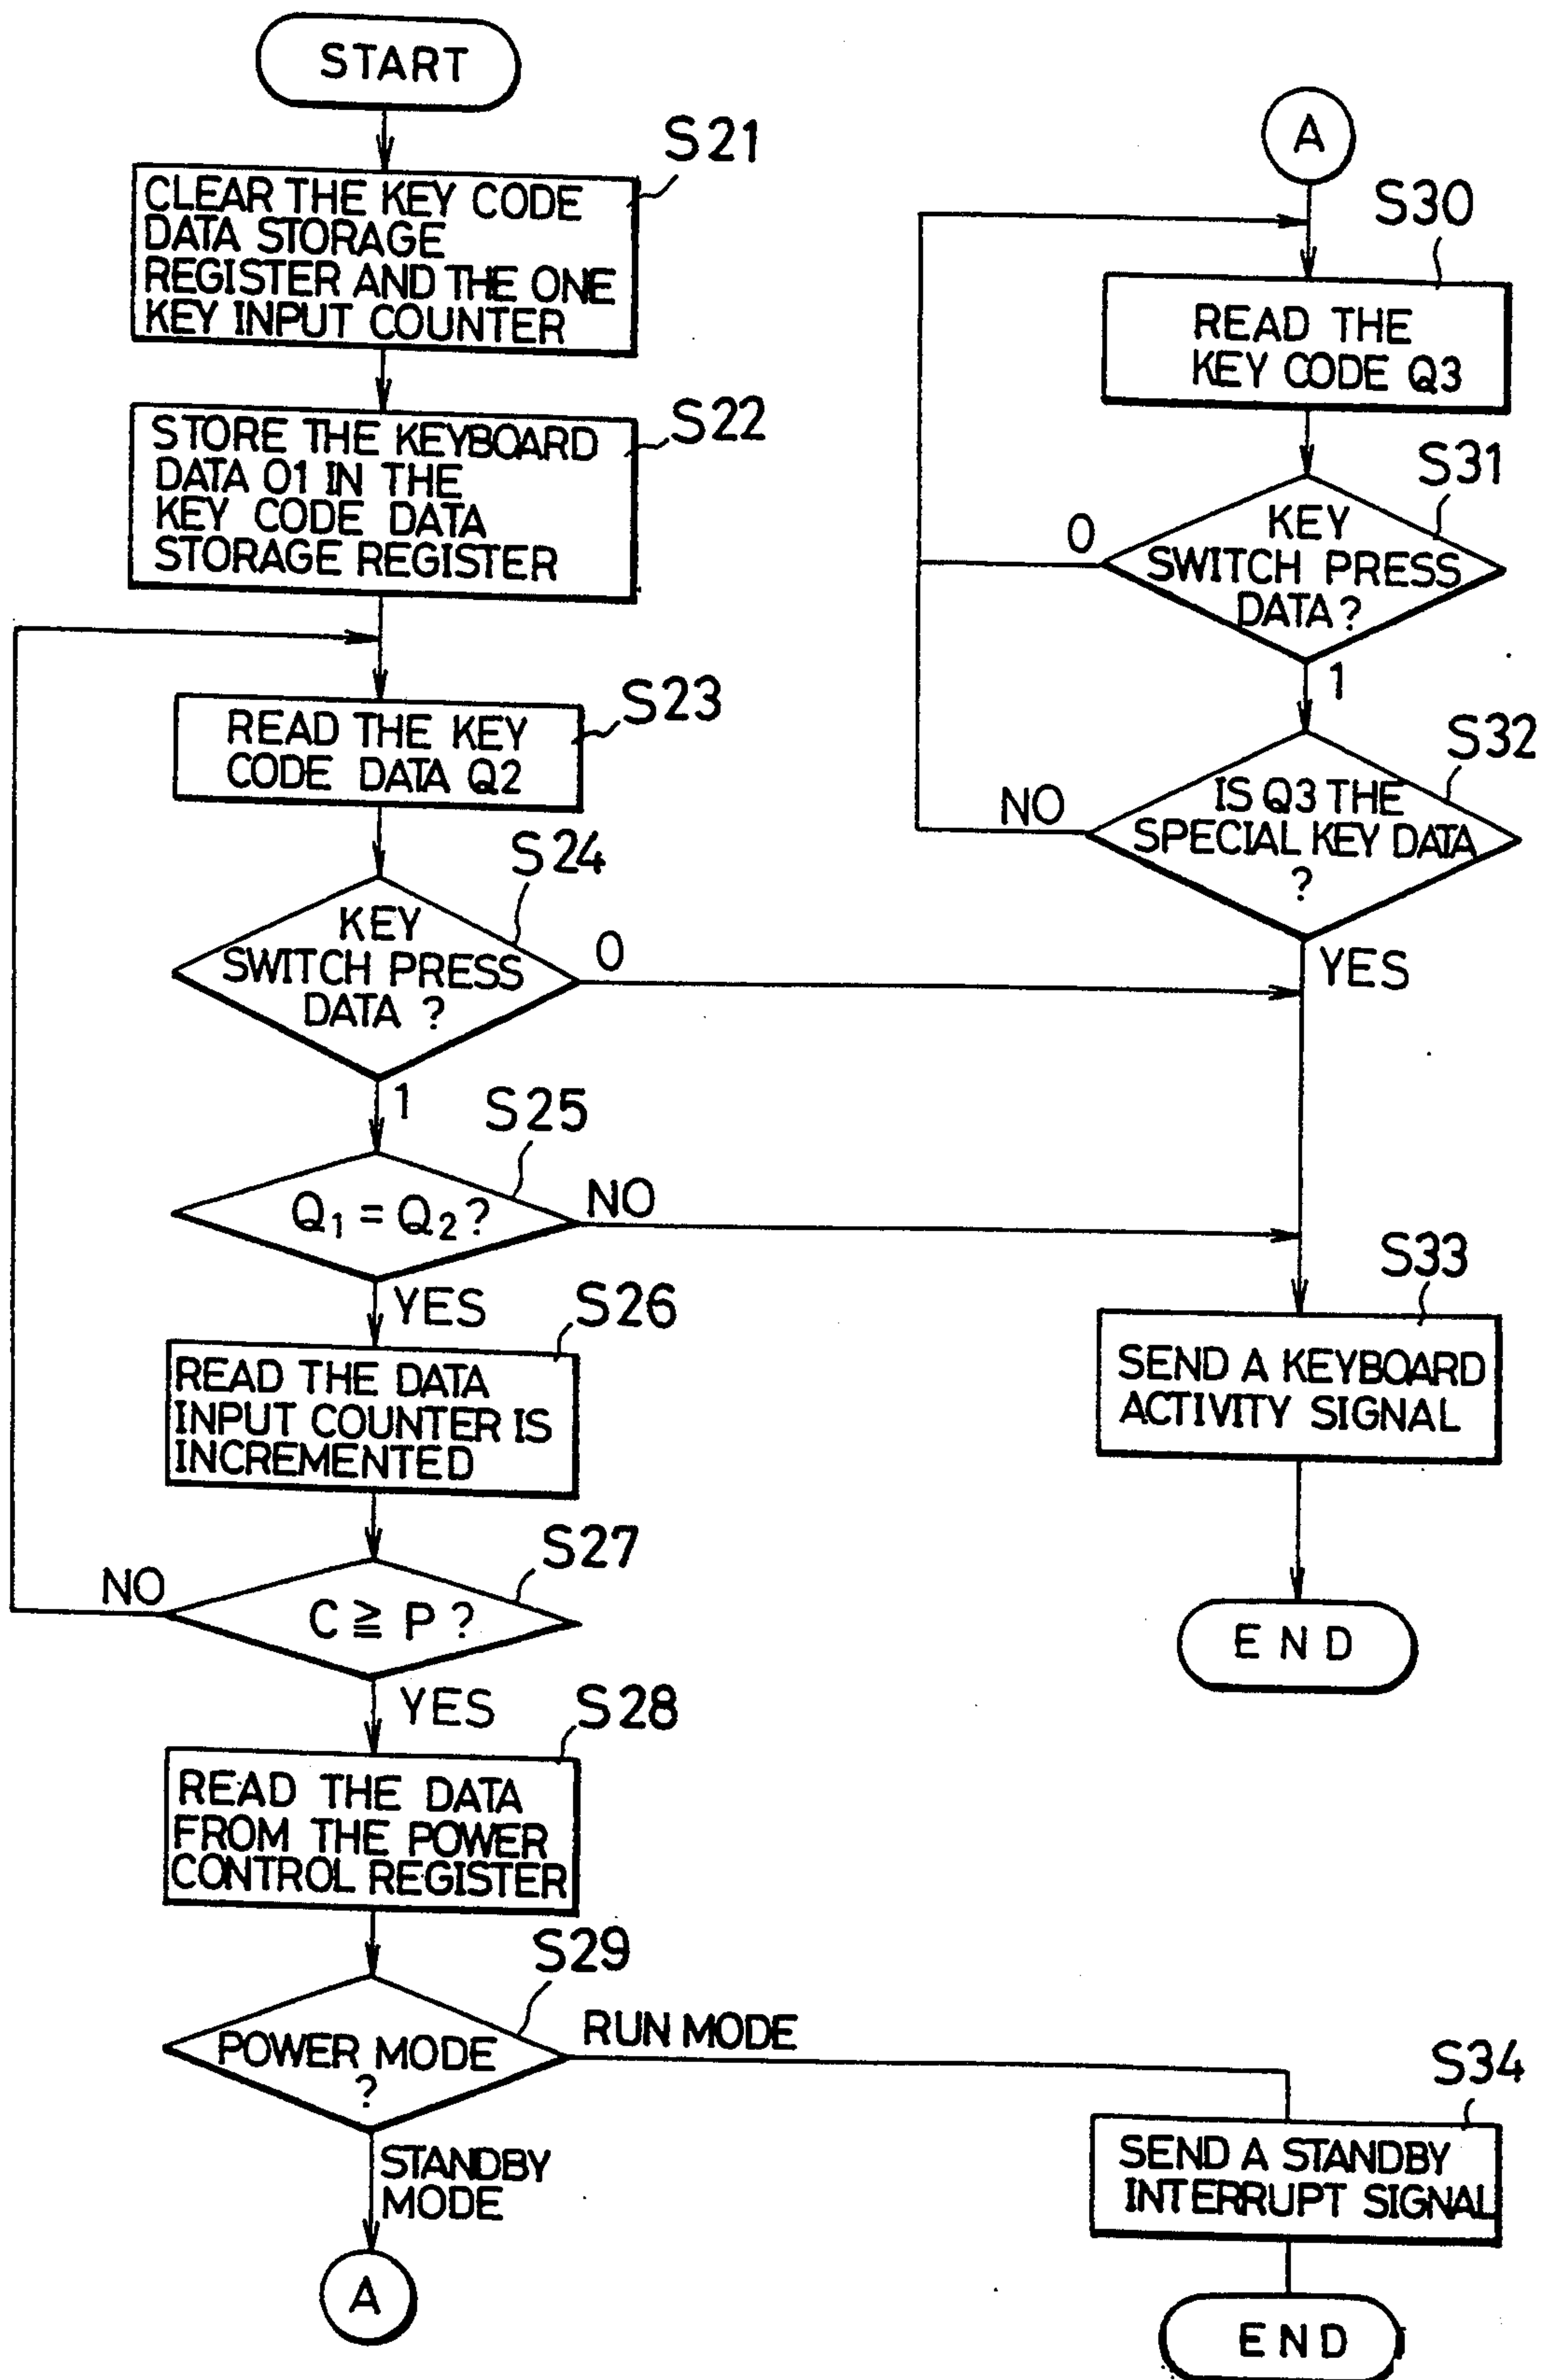 START
S21
CLEAR THE KEY CODE
DATA STORAGE
REGISTER AND THE ONE
KEY INPUT COUNTER
S22
STORE THE KEYBOARD
DATA O1 IN THE
KEY CODE DATA
STORAGE REGISTER
S23
READ THE KEY
CODE DATA Q2
S24
KEY
SWITCH PRESS
DATA ?
0
1
S25
Q1 = Q2 ?
NO
YES
S26
READ THE DATA
INPUT COUNTER IS
INCREMENTED
S27
C ≧ P ?
NO
YES
S28
READ THE DATA
FROM THE POWER
CONTROL REGISTER
S29
POWER MODE
?
RUN MODE
STANDBY
MODE
A
A
S30
READ THE
KEY CODE Q3
S31
KEY
SWITCH PRESS
DATA ?
0
1
S32
IS Q3 THE
SPECIAL KEY DATA
?
NO
YES
S33
SEND A KEYBOARD
ACTIVITY SIGNAL
END
S34
SEND A STANDBY
INTERRUPT SIGNAL
END